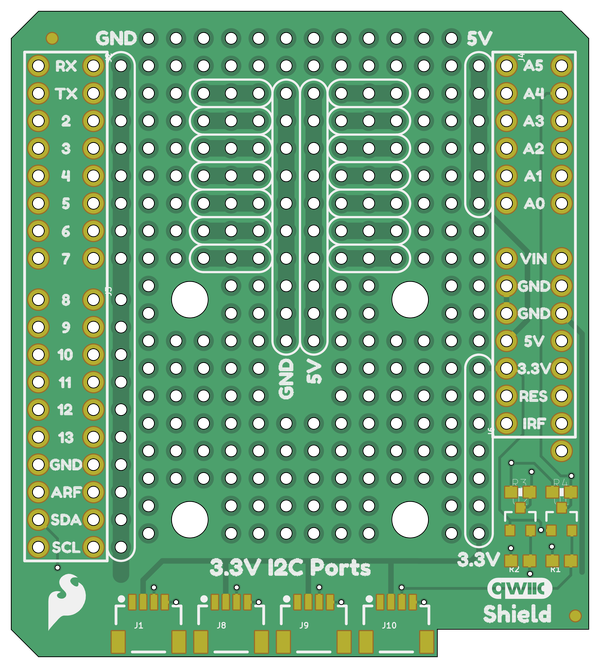 GND 5V
RX
TX
2
3
4
5
6
7
8
9
10
11
12
13
GND
ARF
SDA
SCL
A5
A4
A3
A2
A1
A0
VIN
GND
GND
5V
3.3V
RES
IRF
GND 5V
R3 R4
R2 R1
3.3V
3.3V I2C Ports
qwiic
Shield
J1 J8 J9 J10